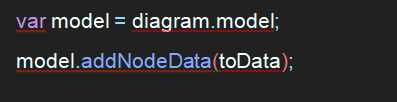 var model = diagram.model;
model.addNodeData(toData);